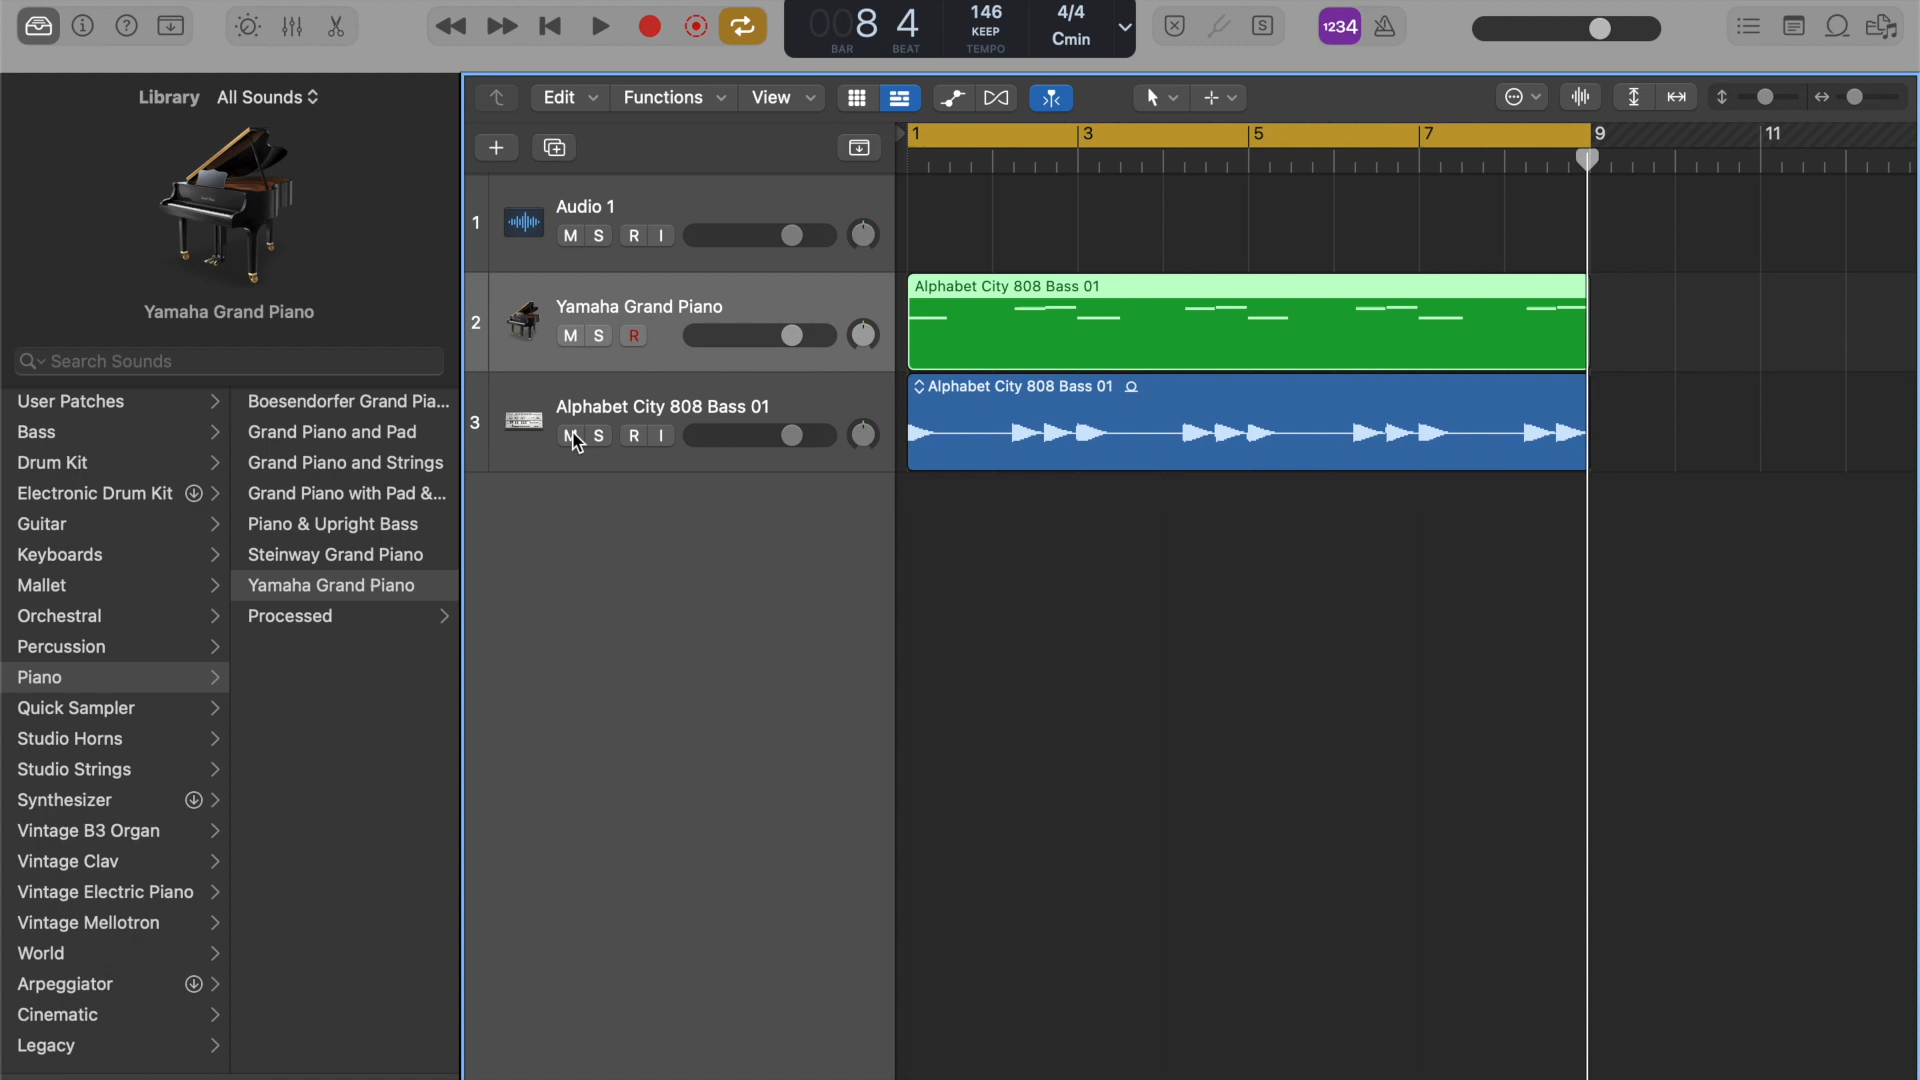 008 4
BAR BEAT
146
KEEP
TEMPO
4/4
Cmin
S
1234
Library All Sounds
Yamaha Grand Piano
Search Sounds
User Patches
Bass
Drum Kit
Electronic Drum Kit
Guitar
Keyboards
Mallet
Orchestral
Percussion
Piano
Quick Sampler
Studio Horns
Studio Strings
Synthesizer
Vintage B3 Organ
Vintage Clav
Vintage Electric Piano
Vintage Mellotron
World
Arpeggiator
Cinematic
Legacy
Boesendorfer Grand Pia...
Grand Piano and Pad
Grand Piano and Strings
Grand Piano with Pad &...
Piano & Upright Bass
Steinway Grand Piano
Yamaha Grand Piano
Processed
Edit Functions View
1 3 5 7 9 11
1 Audio 1
M S R I
2 Yamaha Grand Piano
M S R
3 Alphabet City 808 Bass 01
M S R I
Alphabet City 808 Bass 01
Alphabet City 808 Bass 01